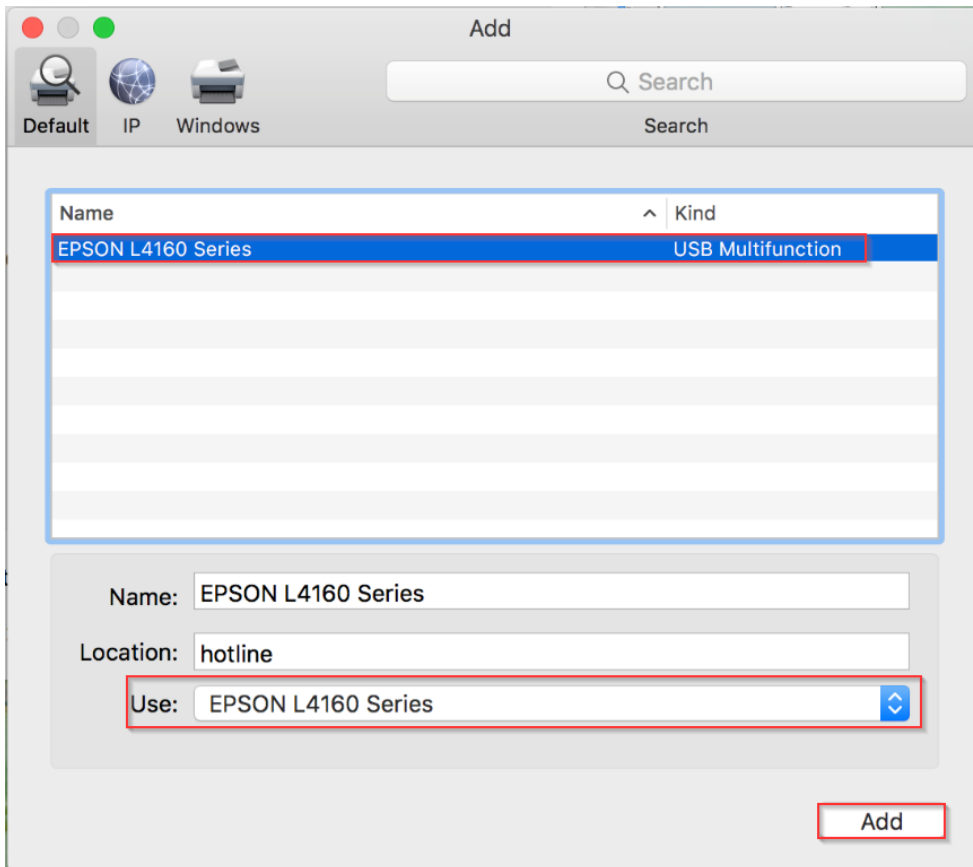 Add
Default IP Windows
Search
Search
Name Kind
EPSON L4160 Series USB Multifunction
Name: EPSON L4160 Series
Location: hotline
Use: EPSON L4160 Series
Add